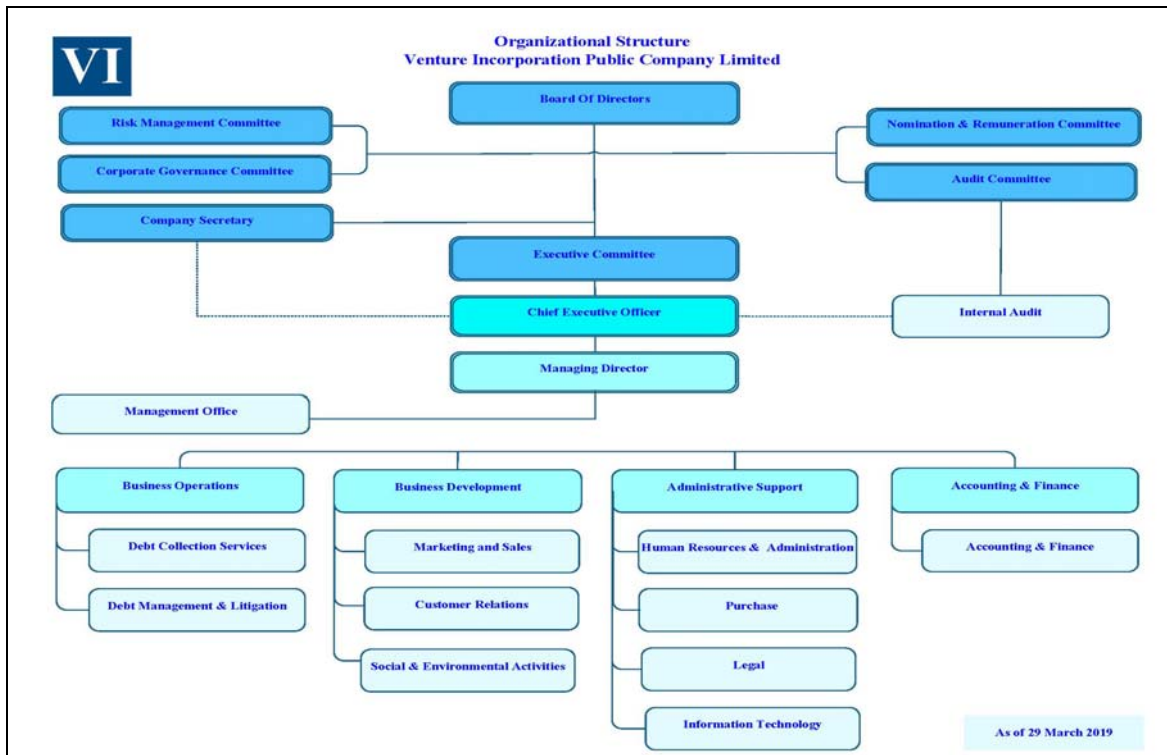 VI
Organizational Structure
Venture Incorporation Public Company Limited
Board Of Directors
Risk Management Committee
Nomination & Remuneration Committee
Corporate Governance Committee
Audit Committee
Company Secretary
Executive Committee
Chief Executive Officer
Internal Audit
Managing Director
Management Office
Business Operations
Business Development
Administrative Support
Accounting & Finance
Debt Collection Services
Marketing and Sales
Human Resources & Administration
Accounting & Finance
Debt Management & Litigation
Customer Relations
Purchase
Social & Environmental Activities
Legal
Information Technology
As of 29 March 2019